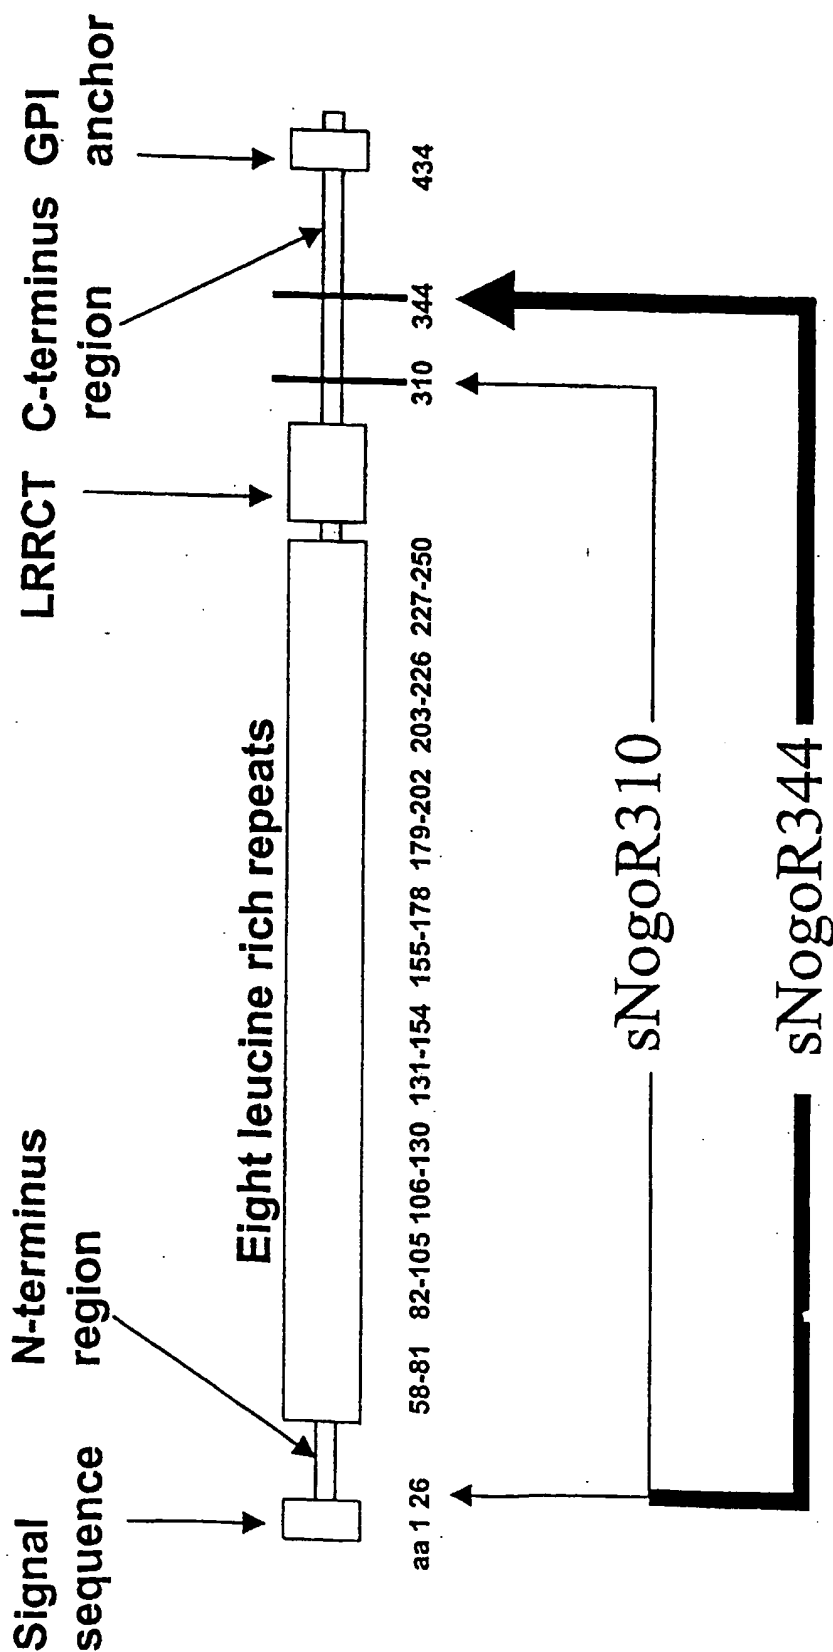 Signal
sequence
N-terminus
region
LRRCT
C-terminus
region
GPI
anchor
Eight leucine rich repeats
aa 1 26 58-81 82-105 106-130 131-154 155-178 179-202 203-226 227-250 310 344 434
sNogoR310
sNogoR344